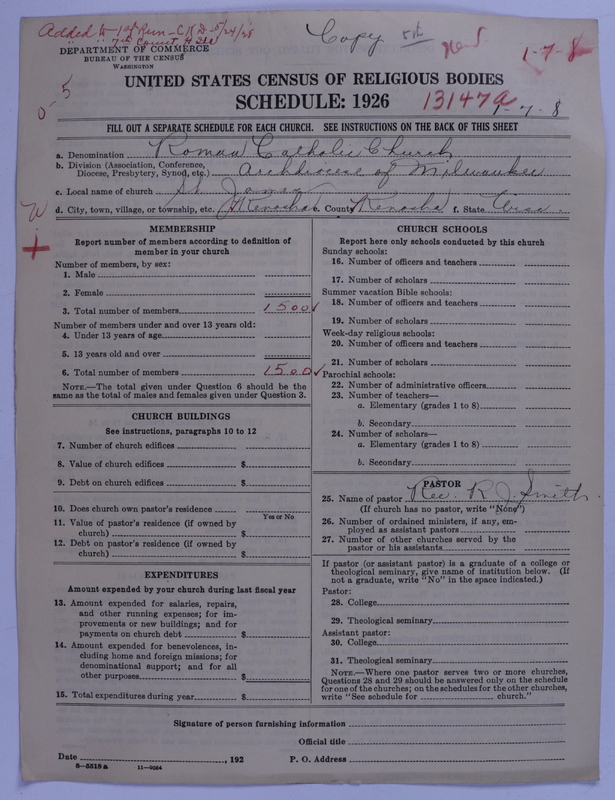 Added to 1st Run - C K D - 5/24/28
DEPARTMENT OF COMMERCE
BUREAU OF THE CENSUS
WASHINGTON
Copy
1-7-8
UNITED STATES CENSUS OF RELIGIOUS BODIES
SCHEDULE: 1926
13147a
1-7-8
0-5
FILL OUT A SEPARATE SCHEDULE FOR EACH CHURCH. SEE INSTRUCTIONS ON THE BACK OF THIS SHEET
a. Denomination Roman Catholic Church
b. Division (Association, Conference, Diocese, Presbytery, Synod, etc.) Archdiocese of Milwaukee
c. Local name of church St. James
d. City, town, village, or township, etc. Kenosha e. County Kenosha f. State Wisc
MEMBERSHIP
Report number of members according to definition of member in your church
Number of members, by sex:
1. Male
2. Female
3. Total number of members 1500 ✓
Number of members under and over 13 years old:
4. Under 13 years of age
5. 13 years old and over
6. Total number of members 1500 ✓
NOTE.—The total given under Question 6 should be the same as the total of males and females given under Question 3.
CHURCH BUILDINGS
See instructions, paragraphs 10 to 12
7. Number of church edifices
8. Value of church edifices $
9. Debt on church edifices $
10. Does church own pastor's residence
Yes or No
11. Value of pastor's residence (if owned by church) $
12. Debt on pastor's residence (if owned by church) $
EXPENDITURES
Amount expended by your church during last fiscal year
13. Amount expended for salaries, repairs, and other running expenses; for improvements or new buildings; and for payments on church debt $
14. Amount expended for benevolences, including home and foreign missions; for denominational support; and for all other purposes $
15. Total expenditures during year $
CHURCH SCHOOLS
Report here only schools conducted by this church
Sunday schools:
16. Number of officers and teachers
17. Number of scholars
Summer vacation Bible schools:
18. Number of officers and teachers
19. Number of scholars
Week-day religious schools:
20. Number of officers and teachers
21. Number of scholars
Parochial schools:
22. Number of administrative officers
23. Number of teachers—
a. Elementary (grades 1 to 8)
b. Secondary
24. Number of scholars—
a. Elementary (grades 1 to 8)
b. Secondary
PASTOR
25. Name of pastor Rev. R. J. Smith.
(If church has no pastor, write "None")
26. Number of ordained ministers, if any, employed as assistant pastors
27. Number of other churches served by the pastor or his assistants
If pastor (or assistant pastor) is a graduate of a college or theological seminary, give name of institution below. (If not a graduate, write "No" in the space indicated.)
Pastor:
28. College
29. Theological seminary
Assistant pastor:
30. College
31. Theological seminary
NOTE.—Where one pastor serves two or more churches, Questions 28 and 29 should be answered only on the schedule for one of the churches; on the schedules for the other churches, write "See schedule for church."
Signature of person furnishing information
Official title
Date , 192 P. O. Address
8-5518a 11-9034